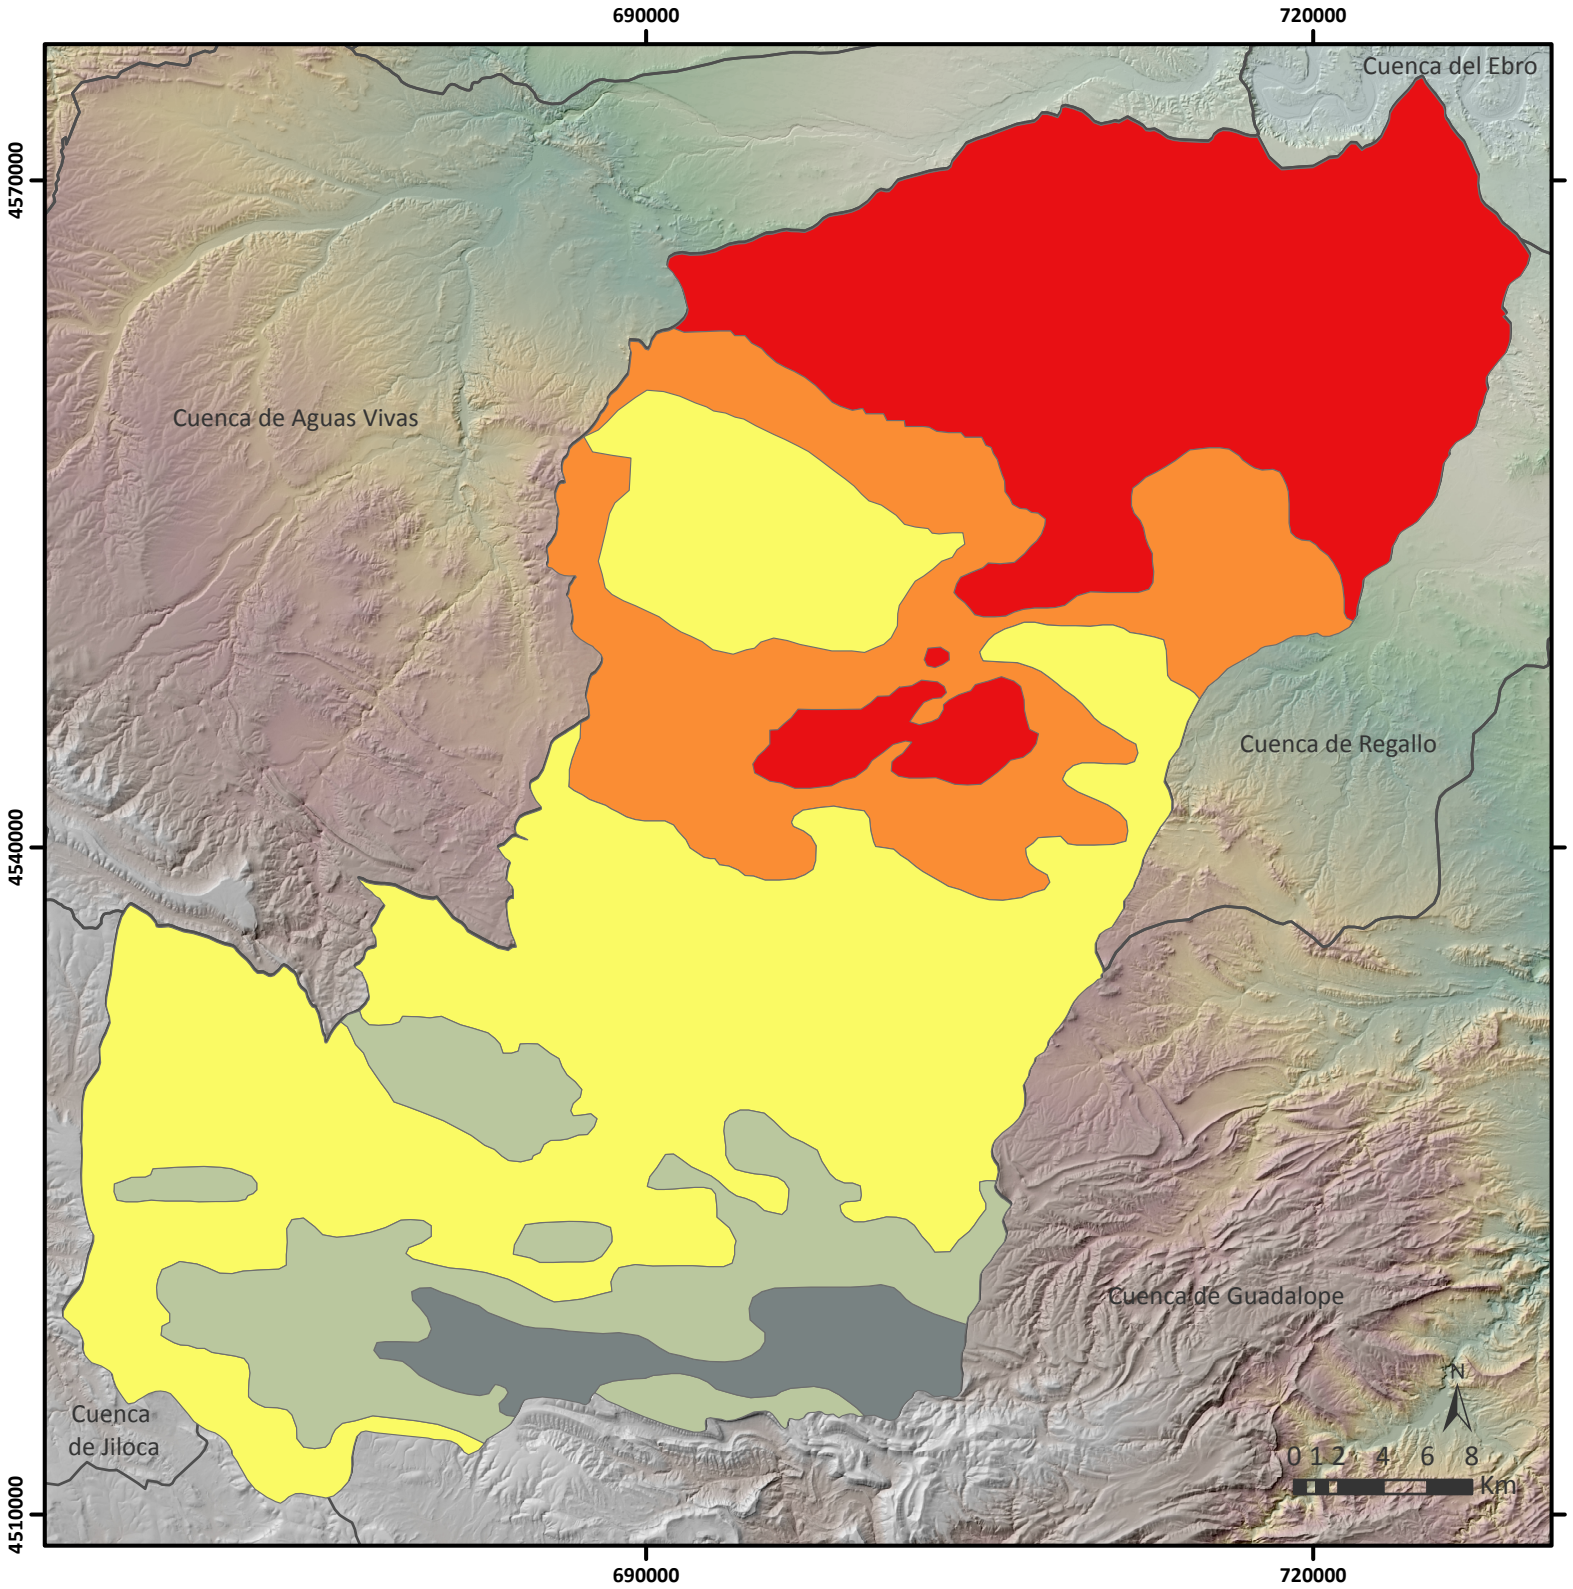 690000
720000
Cuenca del Ebro
4570000
Cuenca de Aguas Vivas
Cuenca de Regallo
4540000
Cuenca de Guadalope
N
Cuenca
de Jiloca
0 1 2 4 6 8
Km
4510000
690000
720000